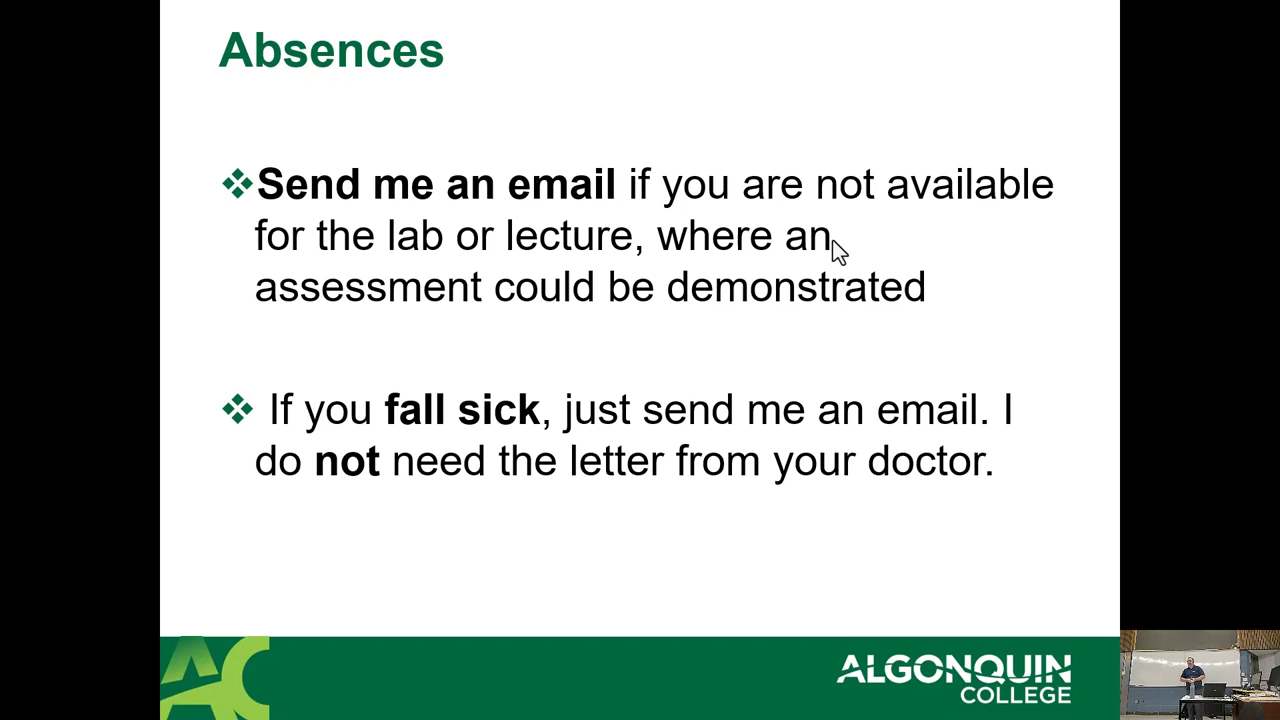 Absences
❖Send me an email if you are not available
for the lab or lecture, where an
assessment could be demonstrated
❖ If you fall sick, just send me an email. I
do not need the letter from your doctor.
AC
ALGONQUIN
COLLEGE